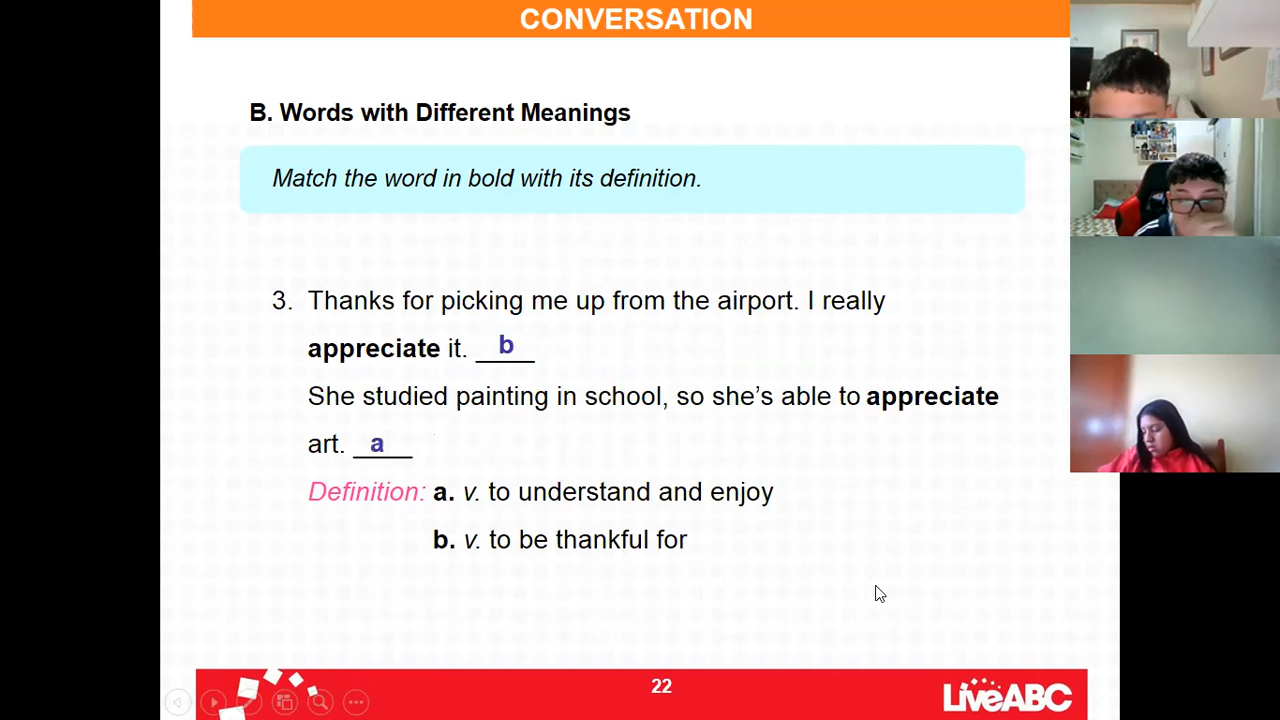 CONVERSATION
B. Words with Different Meanings
Match the word in bold with its definition.
3. Thanks for picking me up from the airport. I really
appreciate it. b
She studied painting in school, so she's able to appreciate
art. a
Definition: a. v. to understand and enjoy
b. v. to be thankful for
22
LiveABC